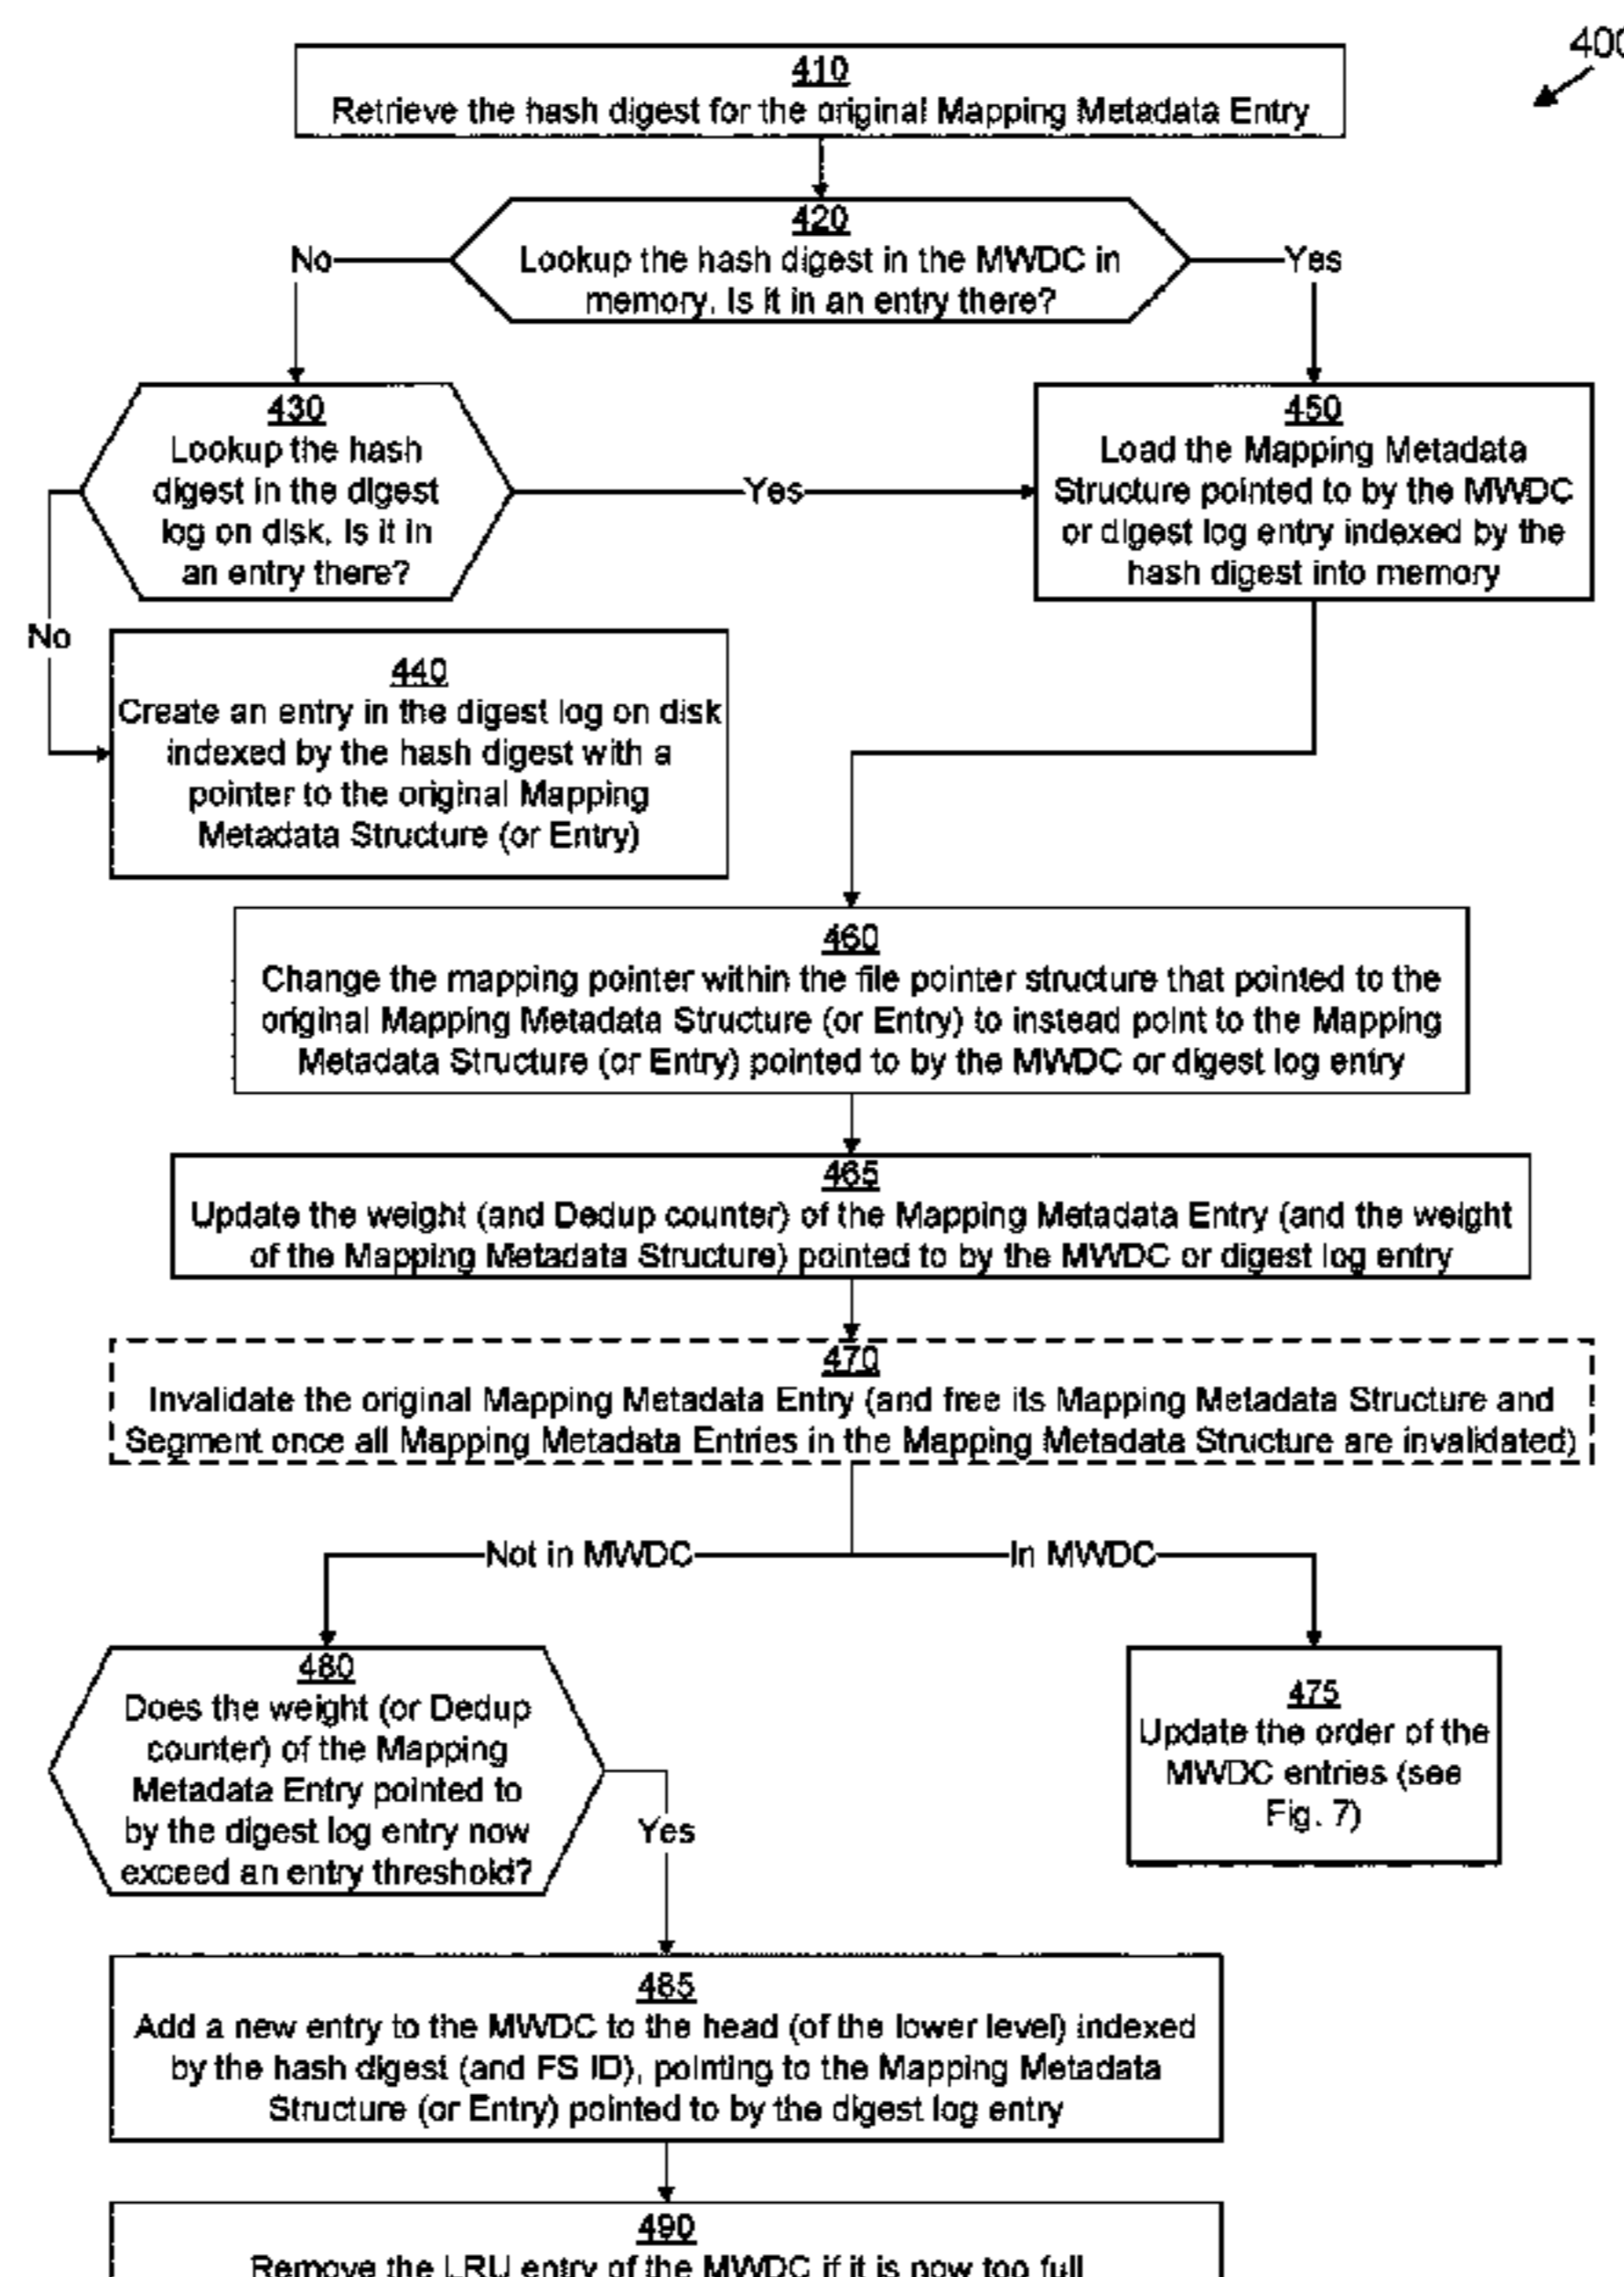 400
410
Retrieve the hash digest for the original Mapping Metadata Entry
420
Lookup the hash digest in the MWDC in
memory. Is it in an entry there?
No
Yes
430
Lookup the hash
digest in the digest
log on disk. Is it in
an entry there?
Yes
450
Load the Mapping Metadata
Structure pointed to by the MWDC
or digest log entry indexed by the
hash digest into memory
No
440
Create an entry in the digest log on disk
indexed by the hash digest with a
pointer to the original Mapping
Metadata Structure (or Entry)
460
Change the mapping pointer within the file pointer structure that pointed to the
original Mapping Metadata Structure (or Entry) to instead point to the Mapping
Metadata Structure (or Entry) pointed to by the MWDC or digest log entry
465
Update the weight (and Dedup counter) of the Mapping Metadata Entry (and the weight
of the Mapping Metadata Structure) pointed to by the MWDC or digest log entry
470
Invalidate the original Mapping Metadata Entry (and free its Mapping Metadata Structure and
Segment once all Mapping Metadata Entries in the Mapping Metadata Structure are invalidated)
Not in MWDC
In MWDC
480
Does the weight (or Dedup
counter) of the Mapping
Metadata Entry pointed to
by the digest log entry now
exceed an entry threshold?
Yes
475
Update the order of the
MWDC entries (see
Fig. 7)
485
Add a new entry to the MWDC to the head (of the lower level) indexed
by the hash digest (and FS ID), pointing to the Mapping Metadata
Structure (or Entry) pointed to by the digest log entry
490
Remove the LRU entry of the MWDC if it is now too full